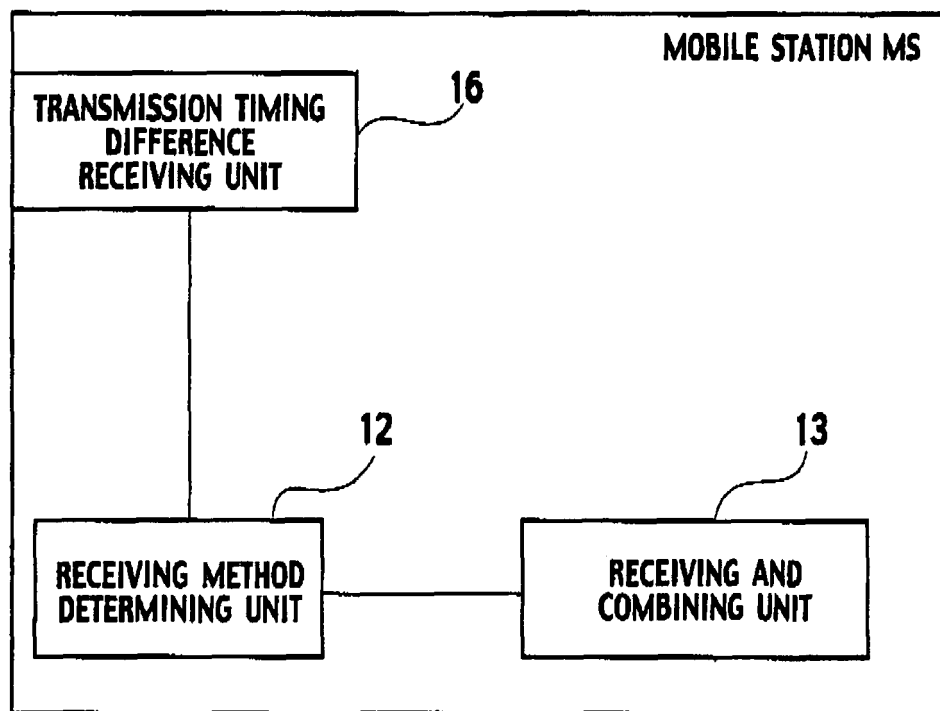 MOBILE STATION MS
16
TRANSMISSION TIMING
DIFFERENCE
RECEIVING UNIT
12
13
RECEIVING METHOD
DETERMINING UNIT
RECEIVING AND
COMBINING UNIT